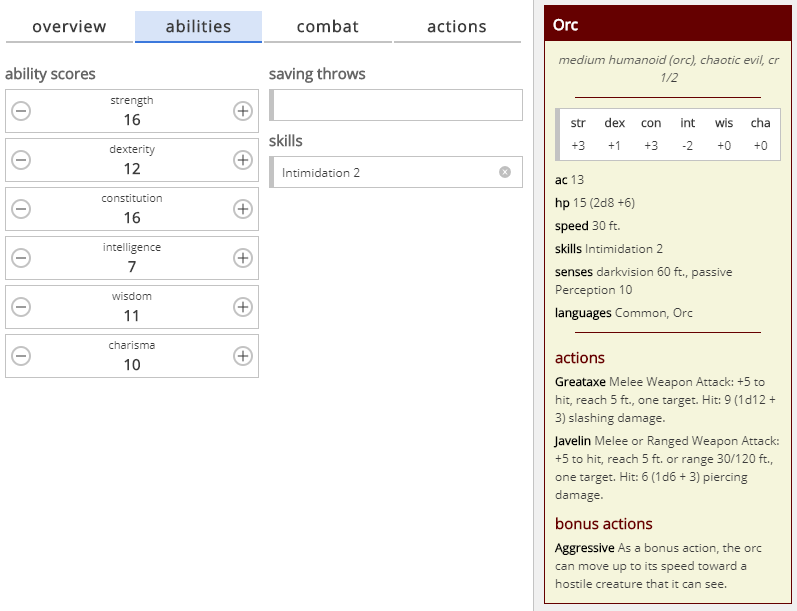 overview abilities combat actions
ability scores
strength
16
dexterity
12
constitution
16
intelligence
7
wisdom
11
charisma
10
saving throws
skills
Intimidation 2
Orc
medium humanoid (orc), chaotic evil, cr
1/2
str dex con int wis cha
+3 +1 +3 -2 +0 +0
ac 13
hp 15 (2d8 +6)
speed 30 ft.
skills Intimidation 2
senses darkvision 60 ft., passive
Perception 10
languages Common, Orc
actions
Greataxe Melee Weapon Attack: +5 to
hit, reach 5 ft., one target. Hit: 9 (1d12 +
3) slashing damage.
Javelin Melee or Ranged Weapon Attack:
+5 to hit, reach 5 ft. or range 30/120 ft.,
one target. Hit: 6 (1d6 + 3) piercing
damage.
bonus actions
Aggressive As a bonus action, the orc
can move up to its speed toward a
hostile creature that it can see.